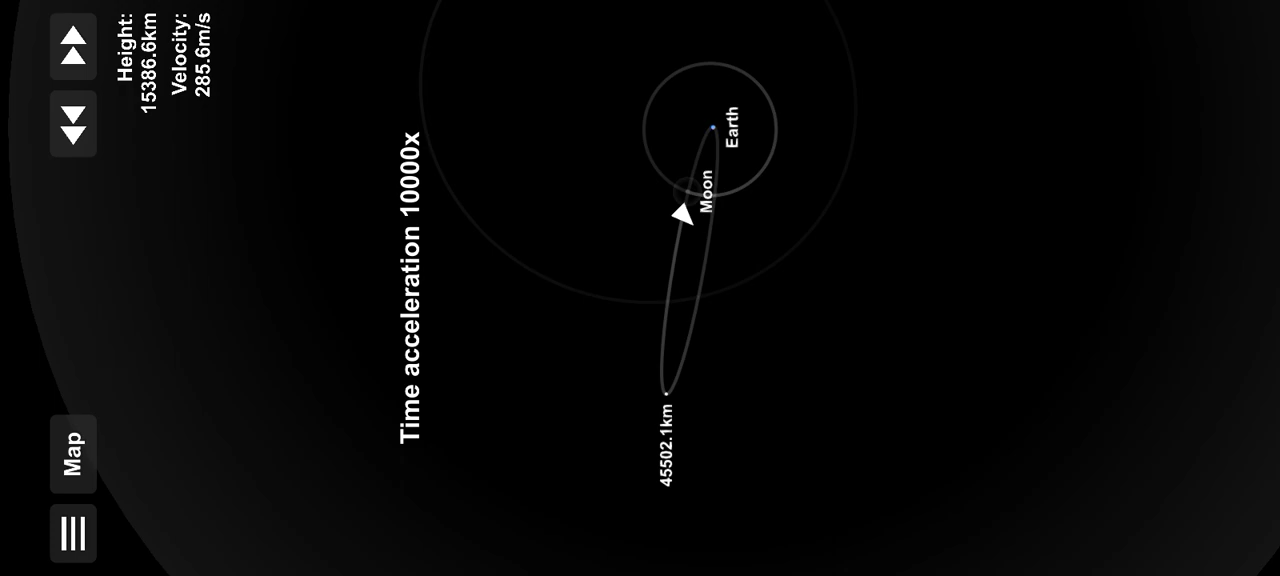 Map
Height:
15386.6km
Velocity:
285.6m/s
Time acceleration 10000x
45502.1km
Moon
Earth